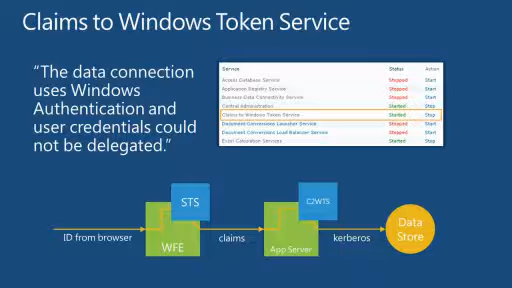 Claims to Windows Token Service
“The data connection
uses Windows
Authentication and
user credentials could
not be delegated.”
Service Status Action
Access Database Service Stopped Start
Application Registry Service Stopped Start
Business Data Connectivity Service Stopped Start
Central Administration Started Stop
Claims to Windows Token Service Started Stop
Document Conversions Launcher Service Stopped Start
Document Conversions Load Balancer Service Stopped Start
Excel Calculation Services Started Stop
STS
C2WTS
ID from browser
WFE
claims
App Server
kerberos
Data
Store